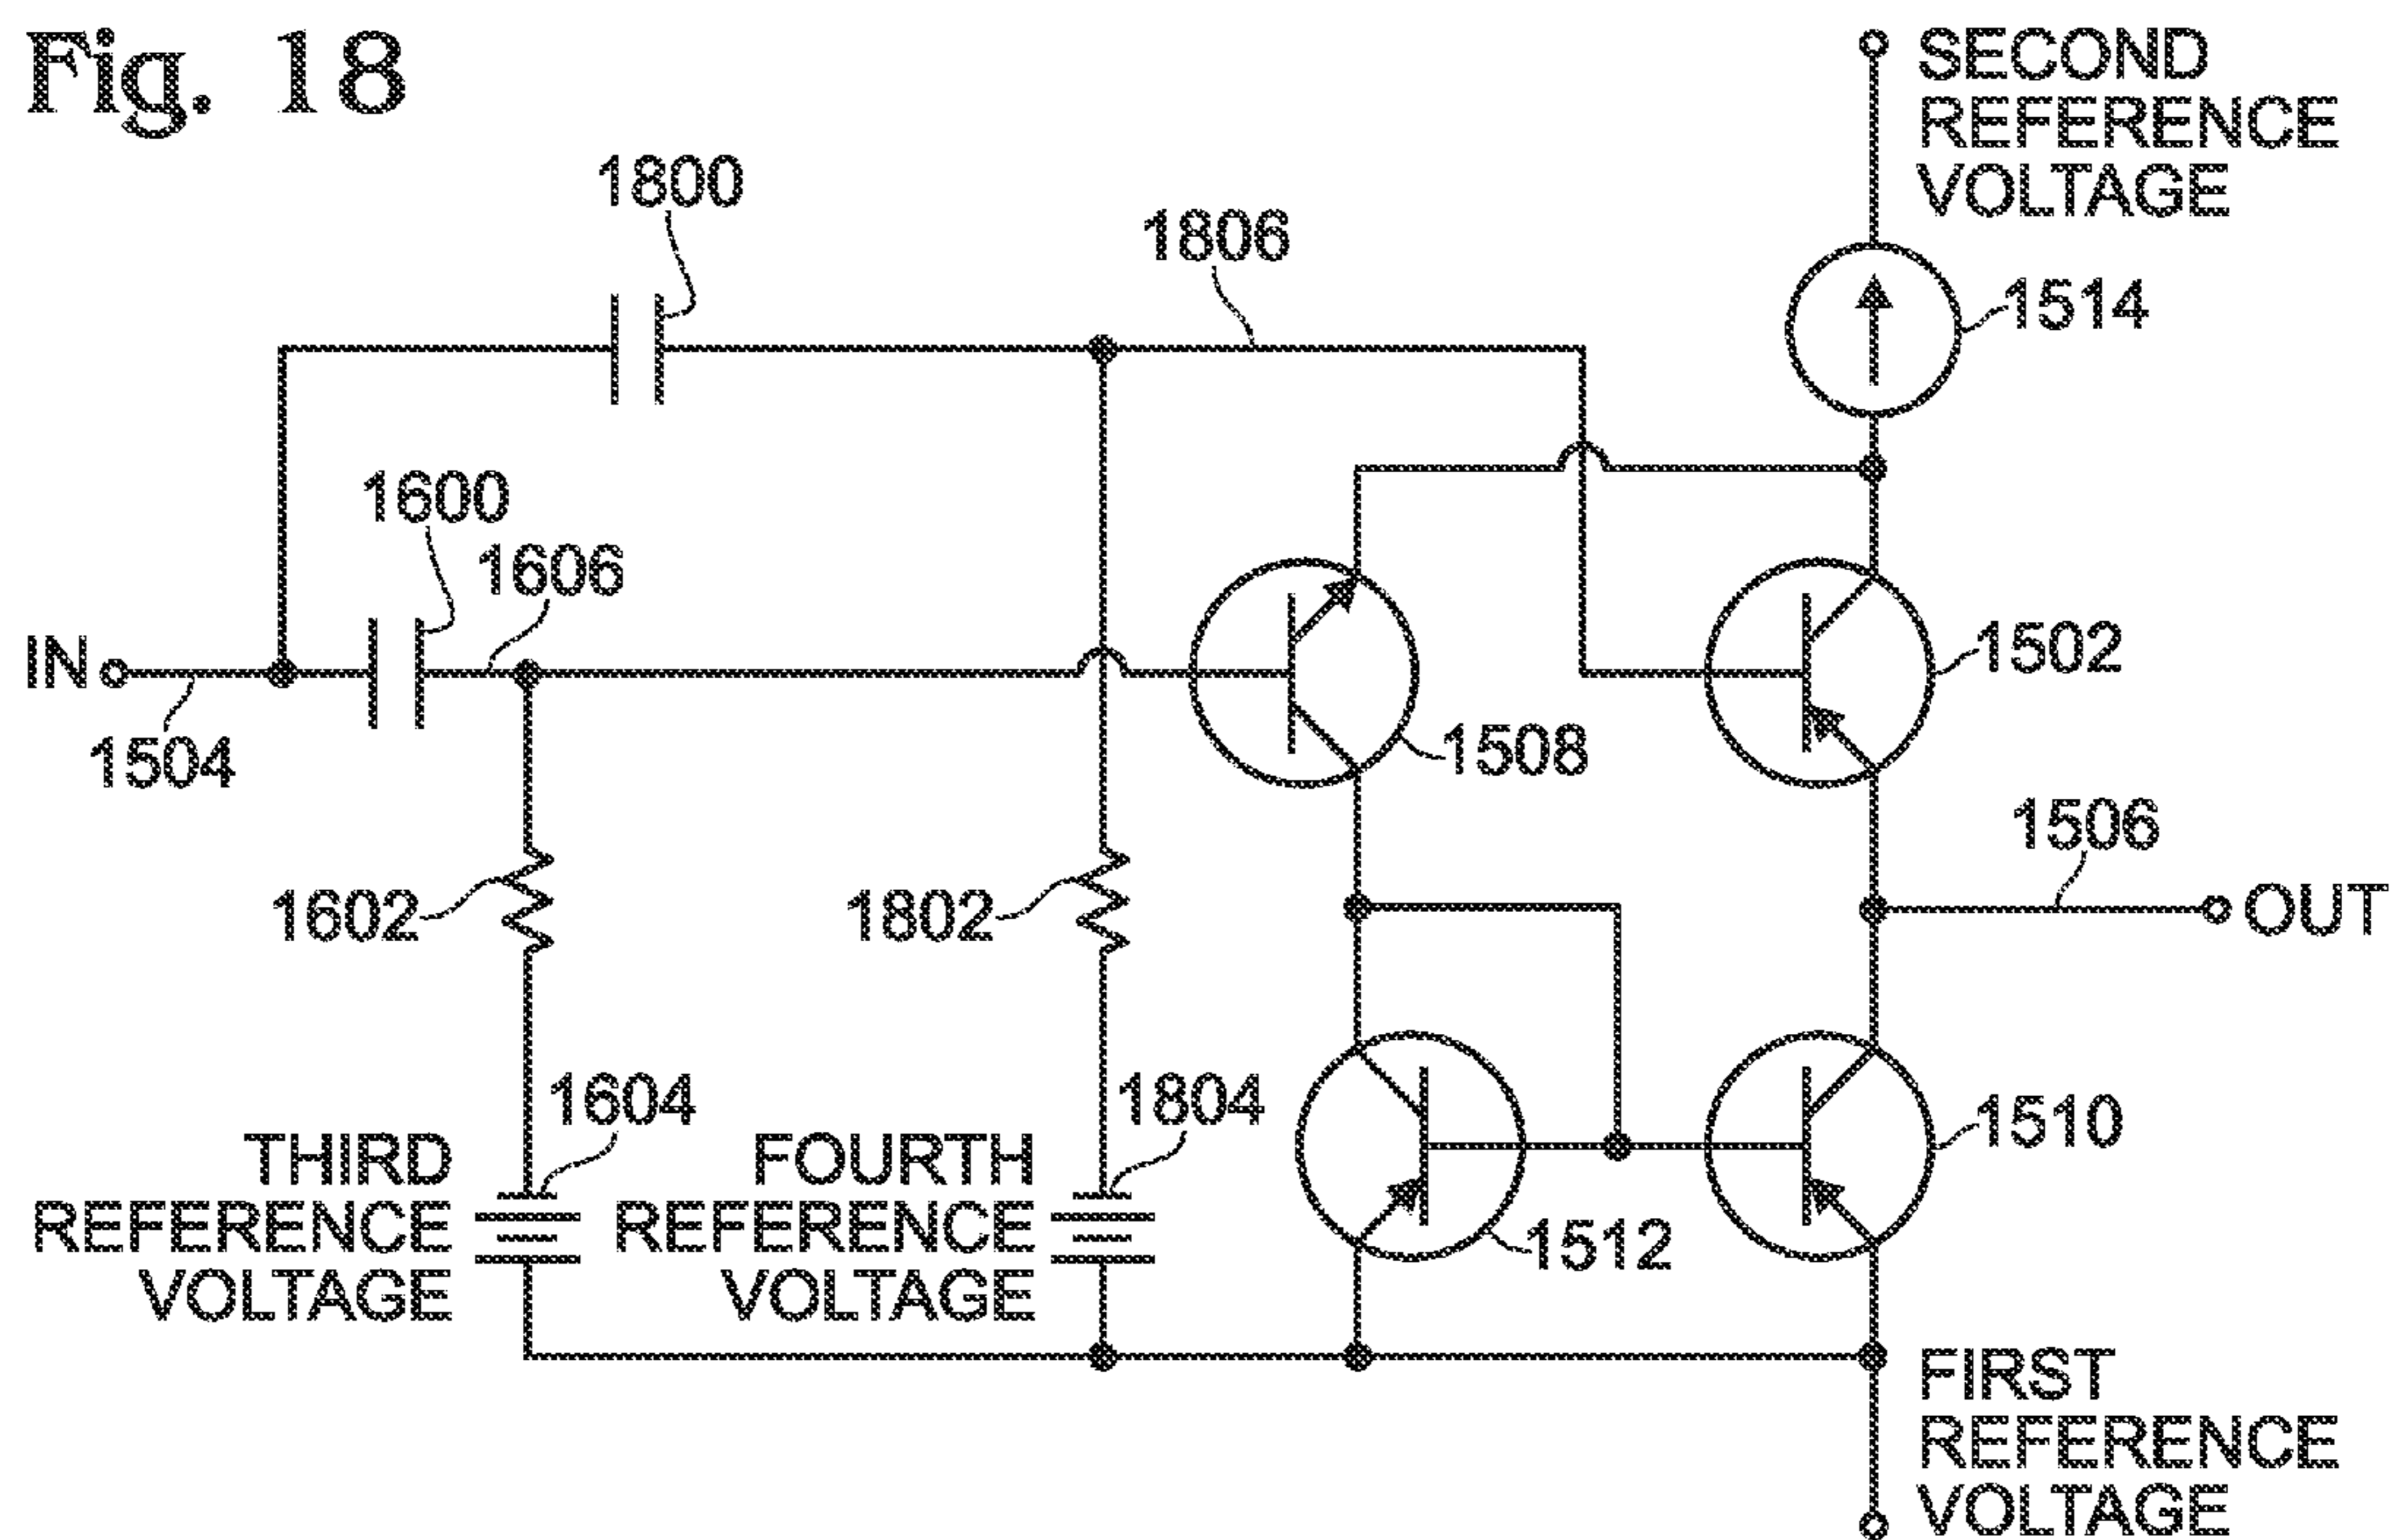 Fig. 18
SECOND
REFERENCE
VOLTAGE
1800
1806
1514
1600
1606
IN
1504
1508
1502
1506
OUT
1602
1802
1604
THIRD
REFERENCE
VOLTAGE
1804
FOURTH
REFERENCE
VOLTAGE
1512
1510
FIRST
REFERENCE
VOLTAGE